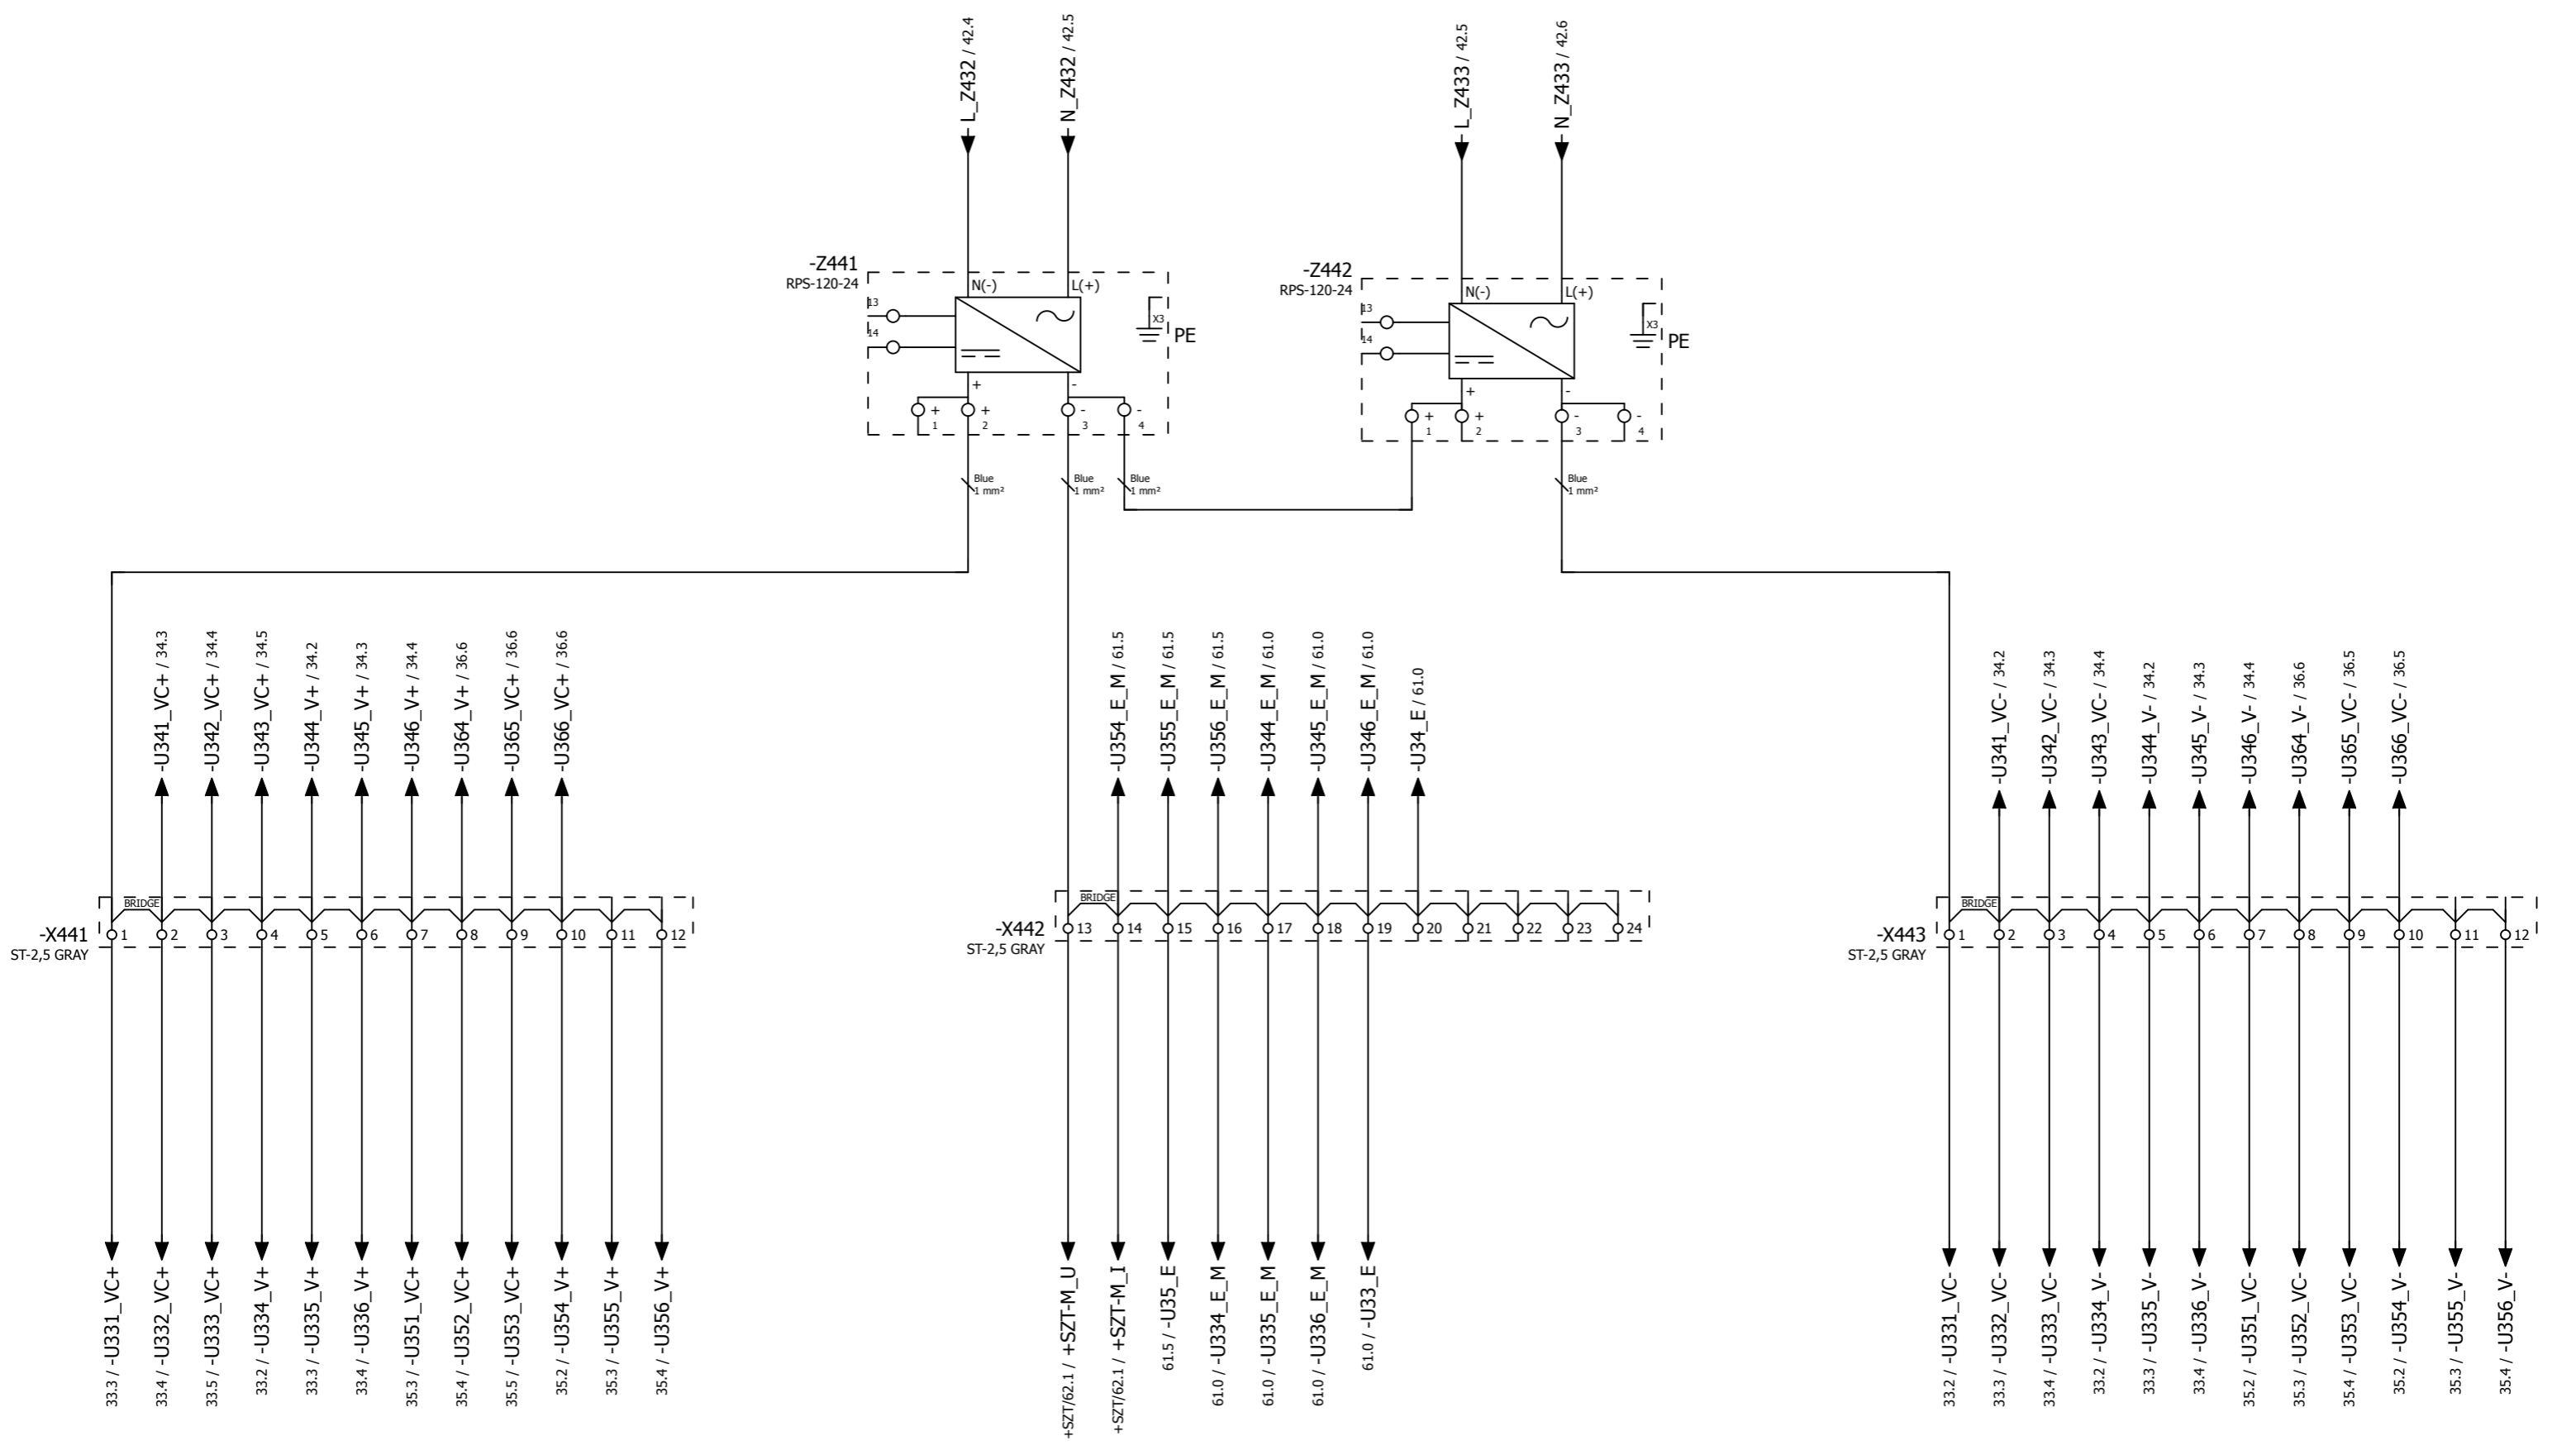 L_Z432 / 42.4
N_Z432 / 42.5
L_Z433 / 42.5
N_Z433 / 42.6
-Z441
RPS-120-24
N(-)
L(+)
13
14
X3
PE
+
-
+
1
+
2
-
3
-
4
-Z442
RPS-120-24
N(-)
L(+)
13
14
X3
PE
+
-
+
1
+
2
-
3
-
4
Blue
1 mm²
Blue
1 mm²
Blue
1 mm²
Blue
1 mm²
-U341_VC+ / 34.3
-U342_VC+ / 34.4
-U343_VC+ / 34.5
-U344_V+ / 34.2
-U345_V+ / 34.3
-U346_V+ / 34.4
-U364_V+ / 36.6
-U365_VC+ / 36.6
-U366_VC+ / 36.6
-U354_E_M / 61.5
-U355_E_M / 61.5
-U356_E_M / 61.5
-U344_E_M / 61.0
-U345_E_M / 61.0
-U346_E_M / 61.0
-U34_E / 61.0
-U341_VC- / 34.2
-U342_VC- / 34.3
-U343_VC- / 34.4
-U344_V- / 34.2
-U345_V- / 34.3
-U346_V- / 34.4
-U364_V- / 36.6
-U365_VC- / 36.5
-U366_VC- / 36.5
-X441
ST-2,5 GRAY
BRIDGE
1 2 3 4 5 6 7 8 9 10 11 12
-X442
ST-2,5 GRAY
BRIDGE
13 14 15 16 17 18 19 20 21 22 23 24
-X443
ST-2,5 GRAY
BRIDGE
1 2 3 4 5 6 7 8 9 10 11 12
33.3 / -U331_VC+
33.4 / -U332_VC+
33.5 / -U333_VC+
33.2 / -U334_V+
33.3 / -U335_V+
33.4 / -U336_V+
35.3 / -U351_VC+
35.4 / -U352_VC+
35.5 / -U353_VC+
35.2 / -U354_V+
35.3 / -U355_V+
35.4 / -U356_V+
+SZT/62.1 / +SZT-M_U
+SZT/62.1 / +SZT-M_I
61.5 / -U35_E
61.0 / -U334_E_M
61.0 / -U335_E_M
61.0 / -U336_E_M
61.0 / -U33_E
33.2 / -U331_VC-
33.3 / -U332_VC-
33.4 / -U333_VC-
33.2 / -U334_V-
33.3 / -U335_V-
33.4 / -U336_V-
35.2 / -U351_VC-
35.3 / -U352_VC-
35.4 / -U353_VC-
35.2 / -U354_V-
35.3 / -U355_V-
35.4 / -U356_V-